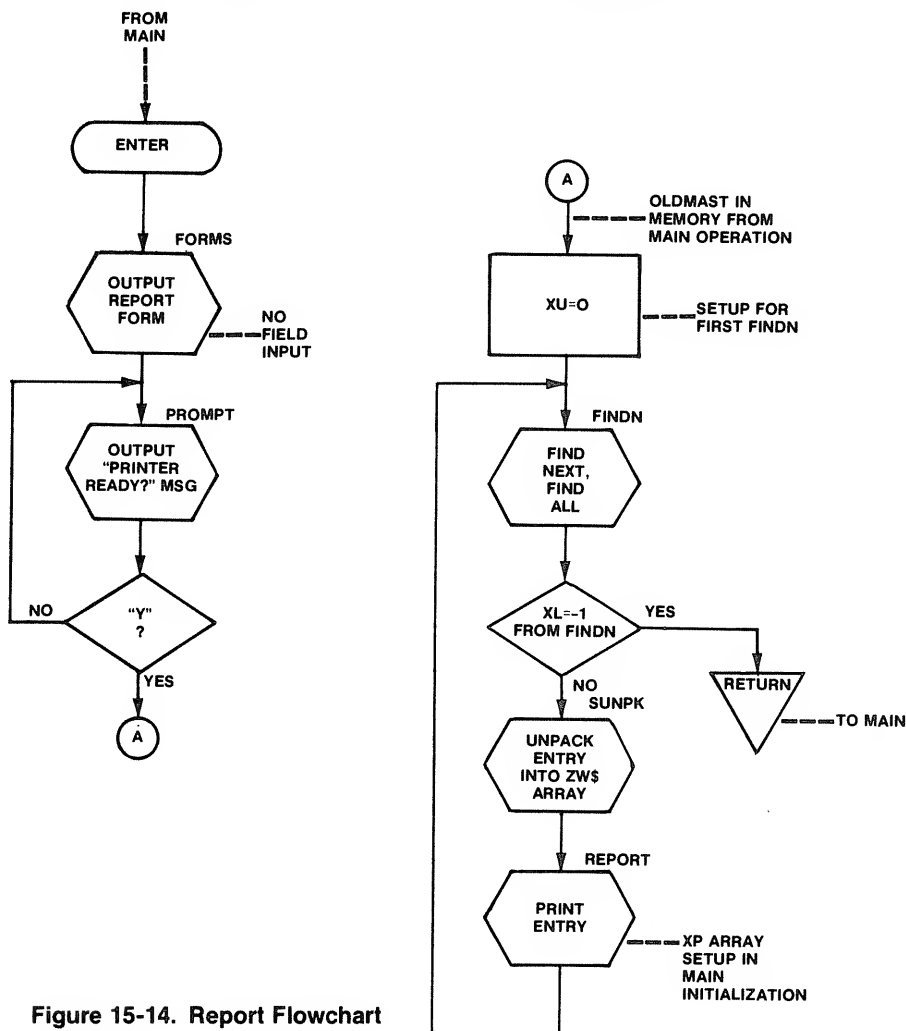 FROM
MAIN
ENTER
FORMS
OUTPUT
REPORT
FORM
NO
FIELD
INPUT
PROMPT
OUTPUT
“PRINTER
READY?” MSG
NO
“Y”
?
YES
A
A
OLDMAST IN
MEMORY FROM
MAIN OPERATION
XU=O
SETUP FOR
FIRST FINDN
FINDN
FIND
NEXT,
FIND
ALL
XL=-1
FROM FINDN
YES
RETURN
TO MAIN
NO
SUNPK
UNPACK
ENTRY
INTO ZW$
ARRAY
REPORT
PRINT
ENTRY
XP ARRAY
SETUP IN
MAIN
INITIALIZATION
Figure 15-14. Report Flowchart